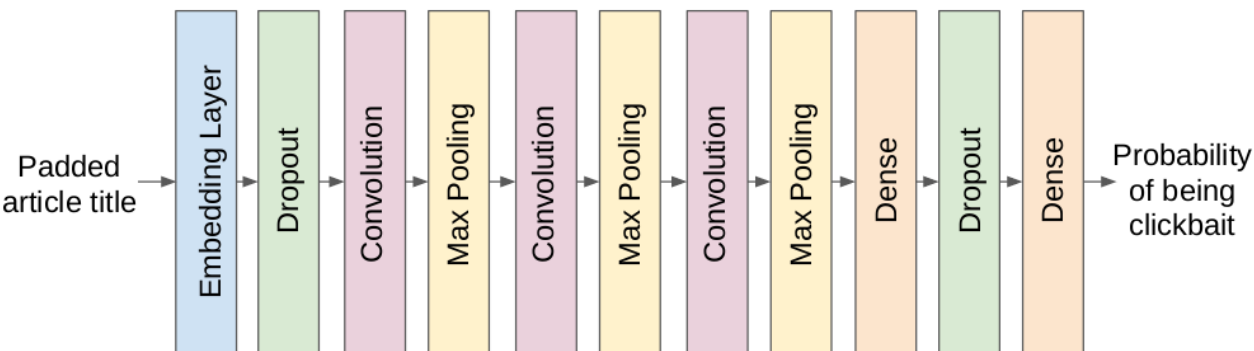 Padded
article title
Embedding Layer
Dropout
Convolution
Max Pooling
Convolution
Max Pooling
Convolution
Max Pooling
Dense
Dropout
Dense
Probability
of being
clickbait